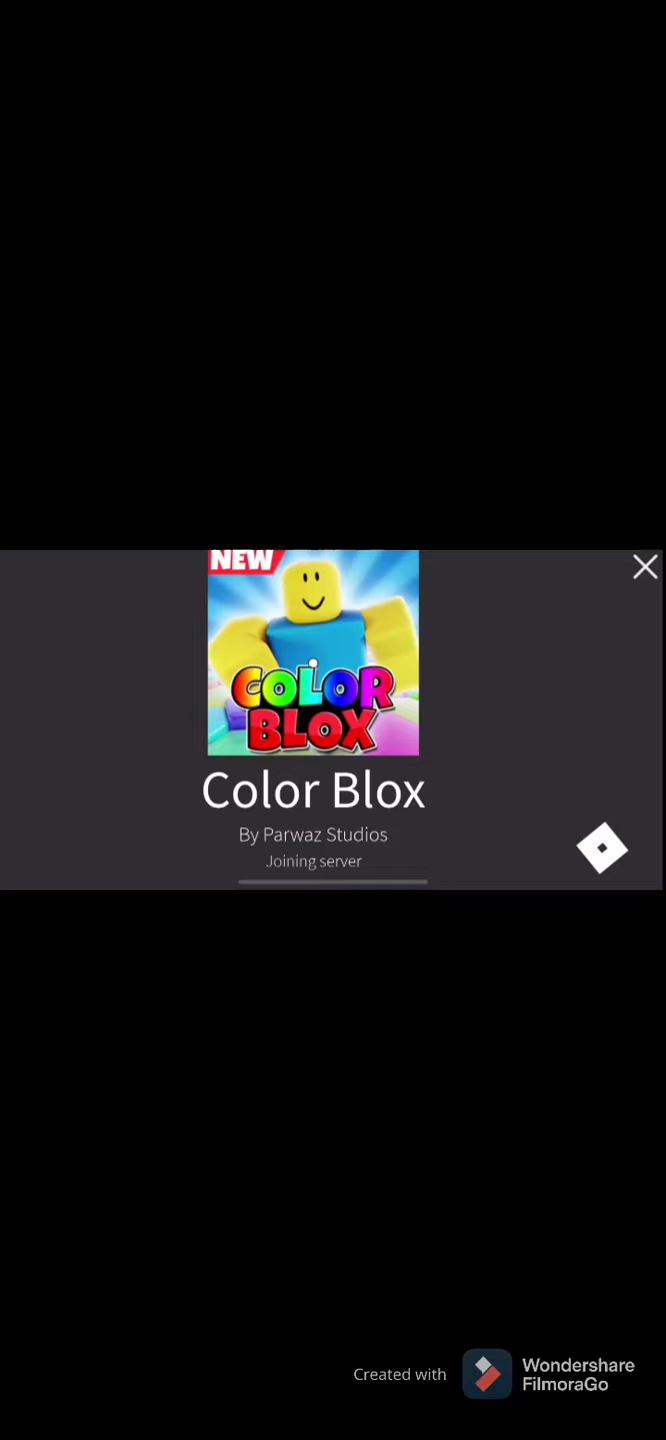 NEW
COLOR
BLOX
Color Blox
By Parwaz Studios
Joining server
Created with
Wondershare
FilmoraGo